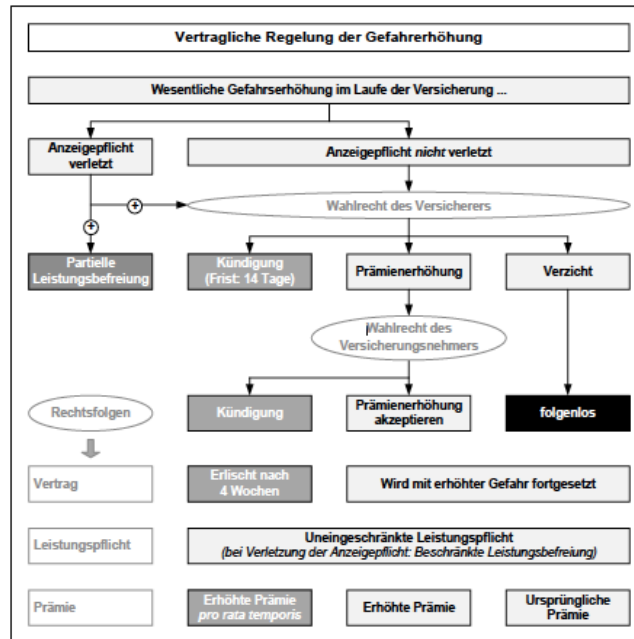 Vertragliche Regelung der Gefahrerhöhung
Wesentliche Gefahrserhöhung im Laufe der Versicherung ...
Anzeigepflicht
verletzt
Anzeigepflicht nicht verletzt
Wahlrecht des Versicherers
Partielle
Leistungsbefreiung
Kündigung
(Frist: 14 Tage)
Prämienerhöhung
Verzicht
Wahlrecht des
Versicherungsnehmers
Rechtsfolgen
Kündigung
Prämienerhöhung
akzeptieren
folgenlos
Vertrag
Erlischt nach
4 Wochen
Wird mit erhöhter Gefahr fortgesetzt
Leistungspflicht
Uneingeschränkte Leistungspflicht
(bei Verletzung der Anzeigepflicht: Beschränkte Leistungsbefreiung)
Prämie
Erhöhte Prämie
pro rata temporis
Erhöhte Prämie
Ursprüngliche
Prämie